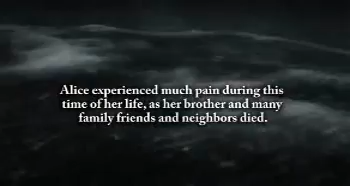 Alice experienced much pain during this
time of her life, as her brother and many
family friends and neighbors died.